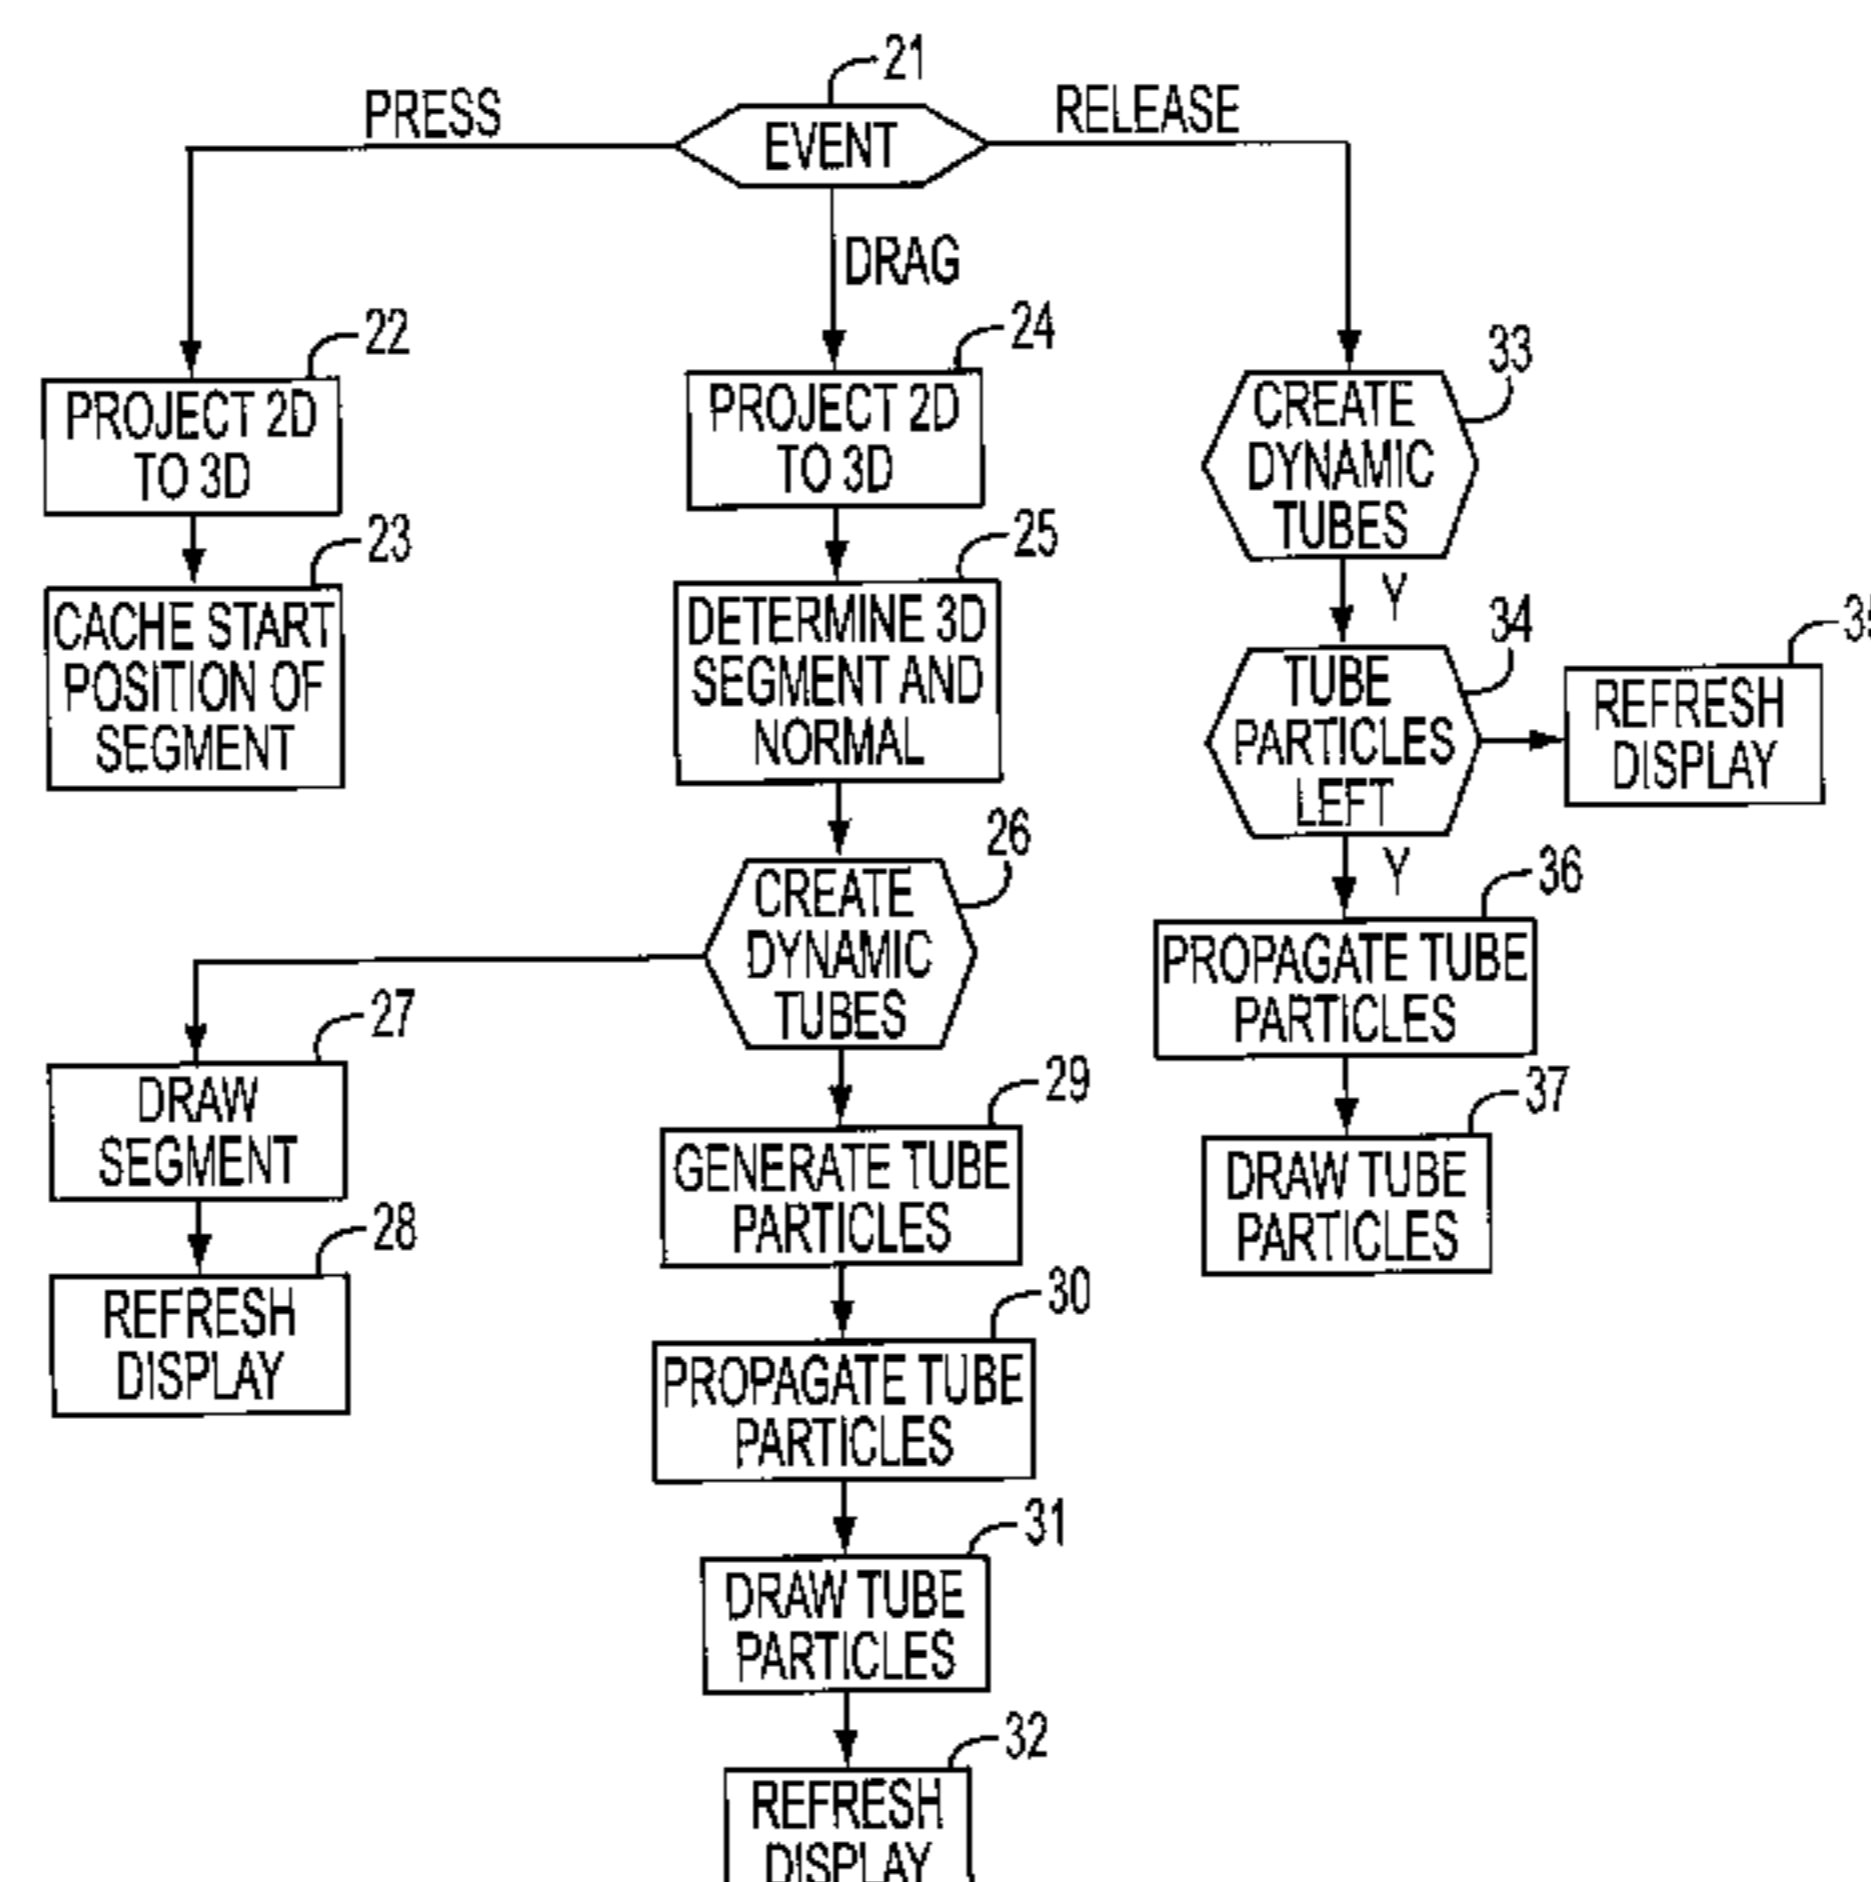 21
PRESS
EVENT
RELEASE
DRAG
22
PROJECT 2D
TO 3D
23
CACHE START
POSITION OF
SEGMENT
24
PROJECT 2D
TO 3D
25
DETERMINE 3D
SEGMENT AND
NORMAL
26
CREATE
DYNAMIC
TUBES
27
DRAW
SEGMENT
28
REFRESH
DISPLAY
29
GENERATE TUBE
PARTICLES
30
PROPAGATE TUBE
PARTICLES
31
DRAW TUBE
PARTICLES
32
REFRESH
DISPLAY
33
CREATE
DYNAMIC
TUBES
Y
34
TUBE
PARTICLES
LEFT
35
REFRESH
DISPLAY
Y
36
PROPAGATE TUBE
PARTICLES
37
DRAW TUBE
PARTICLES